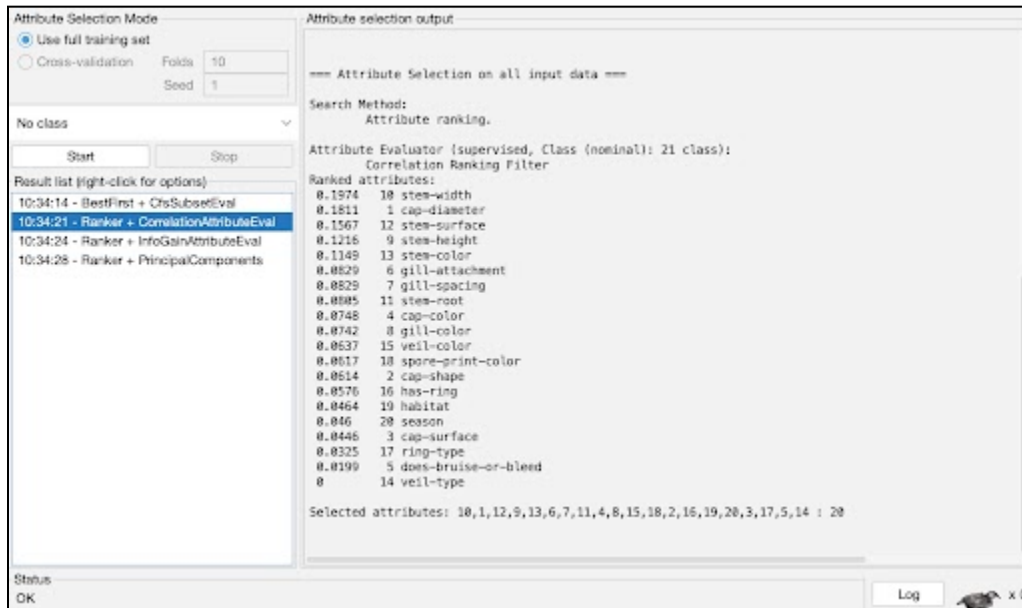 Attribute Selection Mode
Use full training set
Cross-validation Folds 10
Seed 1
No class
Start Stop
Result list (right-click for options)
10:34:14 - BestFirst + CfsSubsetEval
10:34:21 - Ranker + CorrelationAttributeEval
10:34:24 - Ranker + InfoGainAttributeEval
10:34:28 - Ranker + PrincipalComponents
Attribute selection output
=== Attribute Selection on all input data ===
Search Method:
Attribute ranking.
Attribute Evaluator (supervised, Class (nominal): 21 class):
Correlation Ranking Filter
Ranked attributes:
0.1974 10 stem-width
0.1811 1 cap-diameter
0.1567 12 stem-surface
0.1216 9 stem-height
0.1149 13 stem-color
0.0829 6 gill-attachment
0.0829 7 gill-spacing
0.0805 11 stem-root
0.0748 4 cap-color
0.0742 8 gill-color
0.0637 15 veil-color
0.0617 18 spore-print-color
0.0614 2 cap-shape
0.0576 16 has-ring
0.0464 19 habitat
0.046 20 season
0.0446 3 cap-surface
0.0325 17 ring-type
0.0199 5 does-bruise-or-bleed
0 14 veil-type
Selected attributes: 10,1,12,9,13,6,7,11,4,8,15,18,2,16,19,20,3,17,5,14 : 20
Status
OK
Log
x